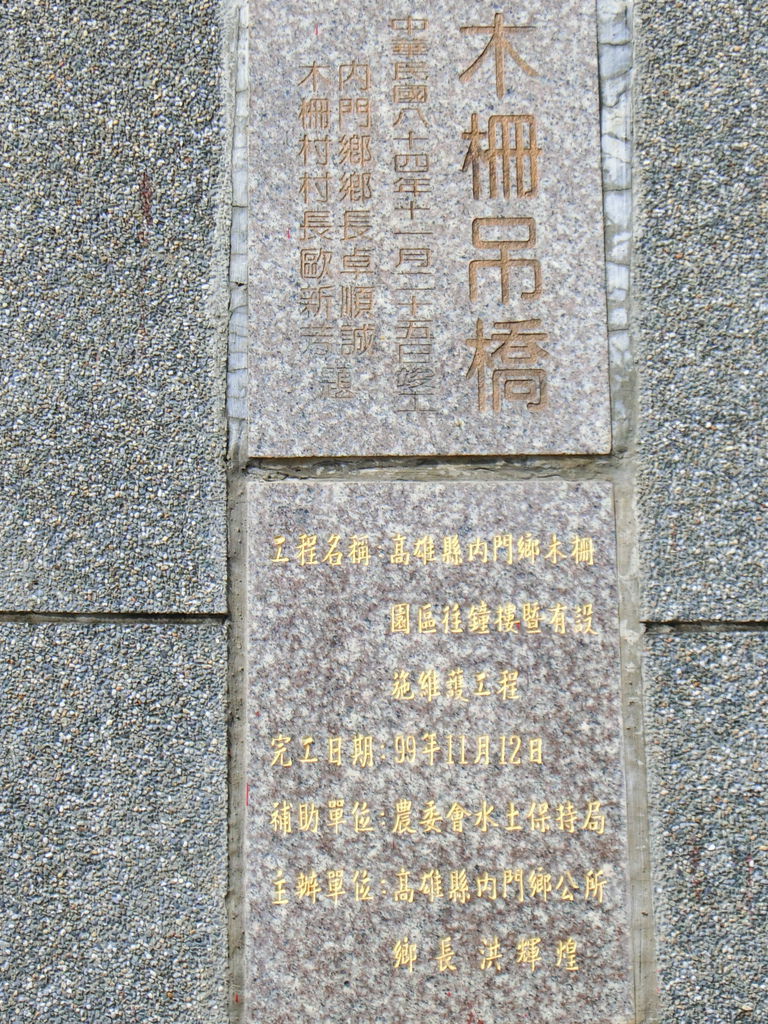 木柵吊橋
中華民國八十四年十一月二十五日竣工
內門鄉鄉長卓順誠
木柵村村長歐新芳 題
工程名稱:高雄縣內門鄉木柵
園區往鐘樓暨有設
施維護工程
完工日期:99年11月12日
補助單位:農委會水土保持局
主辦單位:高雄縣內門鄉公所
鄉長洪輝煌